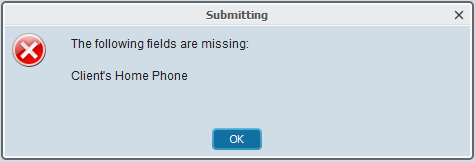 Submitting
The following fields are missing:
Client's Home Phone
OK